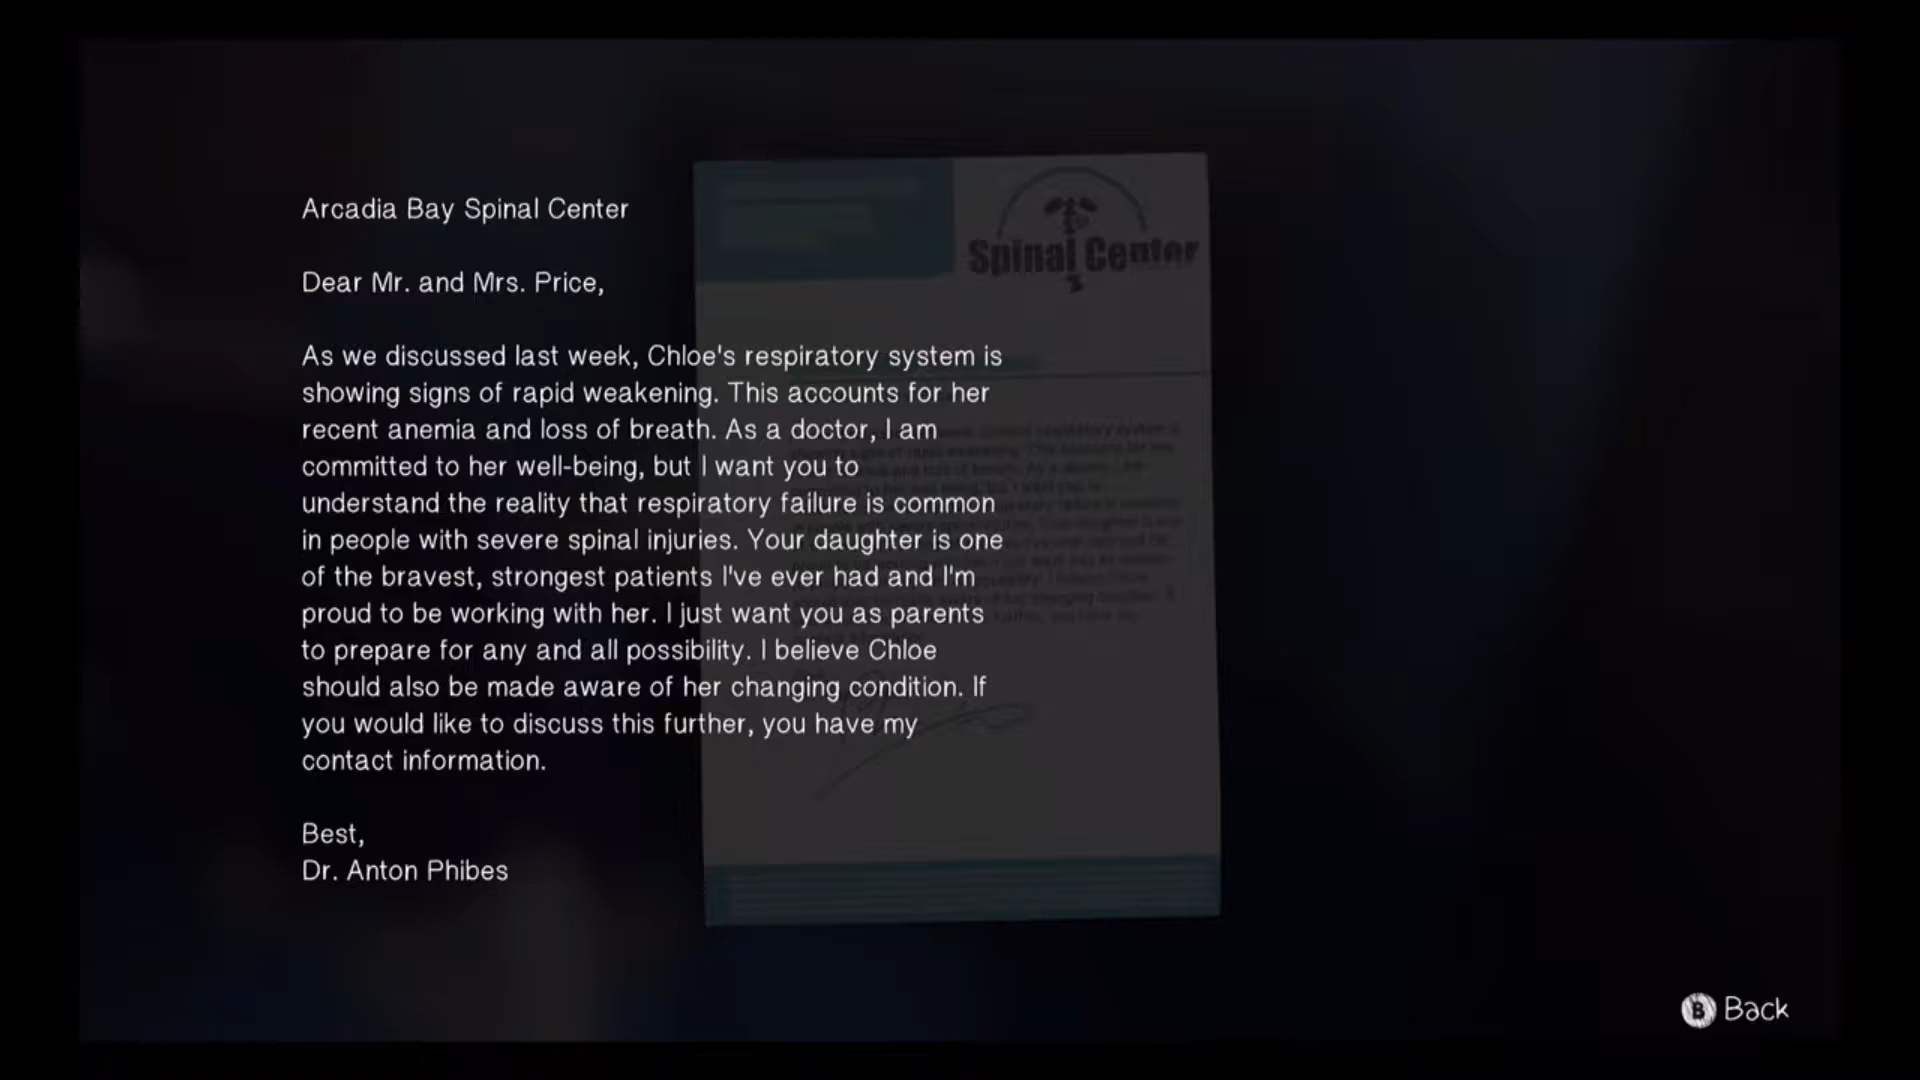 Arcadia Bay Spinal Center
Dear Mr. and Mrs. Price,
As we discussed last week, Chloe's respiratory system is
showing signs of rapid weakening. This accounts for her
recent anemia and loss of breath. As a doctor, I am
committed to her well-being, but I want you to
understand the reality that respiratory failure is common
in people with severe spinal injuries. Your daughter is one
of the bravest, strongest patients I've ever had and I'm
proud to be working with her. I just want you as parents
to prepare for any and all possibility. I believe Chloe
should also be made aware of her changing condition. If
you would like to discuss this further, you have my
contact information.
Best,
Dr. Anton Phibes
Spinal Center
B Back